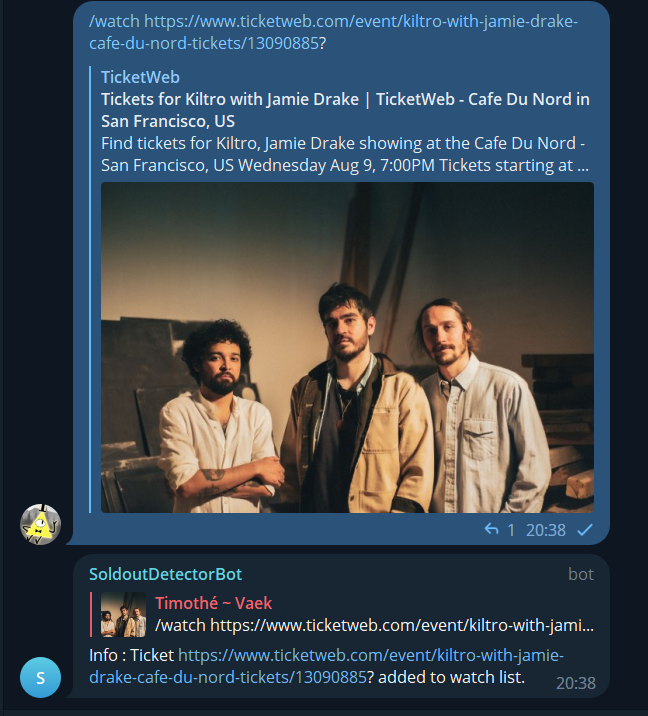 /watch https://www.ticketweb.com/event/kiltro-with-jamie-drake-
cafe-du-nord-tickets/13090885?
TicketWeb
Tickets for Kiltro with Jamie Drake | TicketWeb - Cafe Du Nord in
San Francisco, US
Find tickets for Kiltro, Jamie Drake showing at the Cafe Du Nord -
San Francisco, US Wednesday Aug 9, 7:00PM Tickets starting at ...
1 20:38
SoldoutDetectorBot bot
Timothé ~ Vaek
/watch https://www.ticketweb.com/event/kiltro-with-jami...
Info : Ticket https://www.ticketweb.com/event/kiltro-with-jamie-
drake-cafe-du-nord-tickets/13090885? added to watch list.
20:38
S